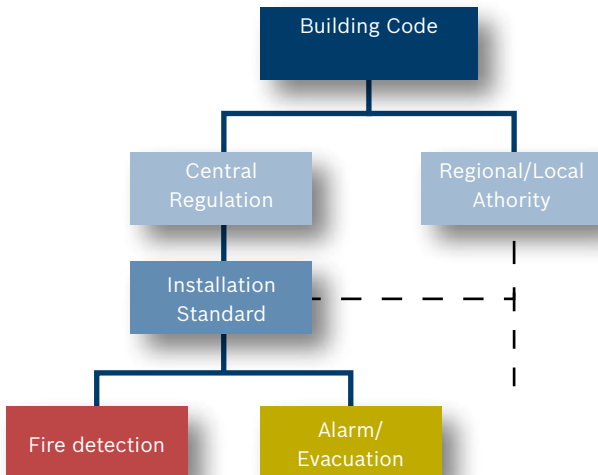 Building Code
Central
Regulation
Regional/Local
Athority
Installation
Standard
Fire detection
Alarm/
Evacuation